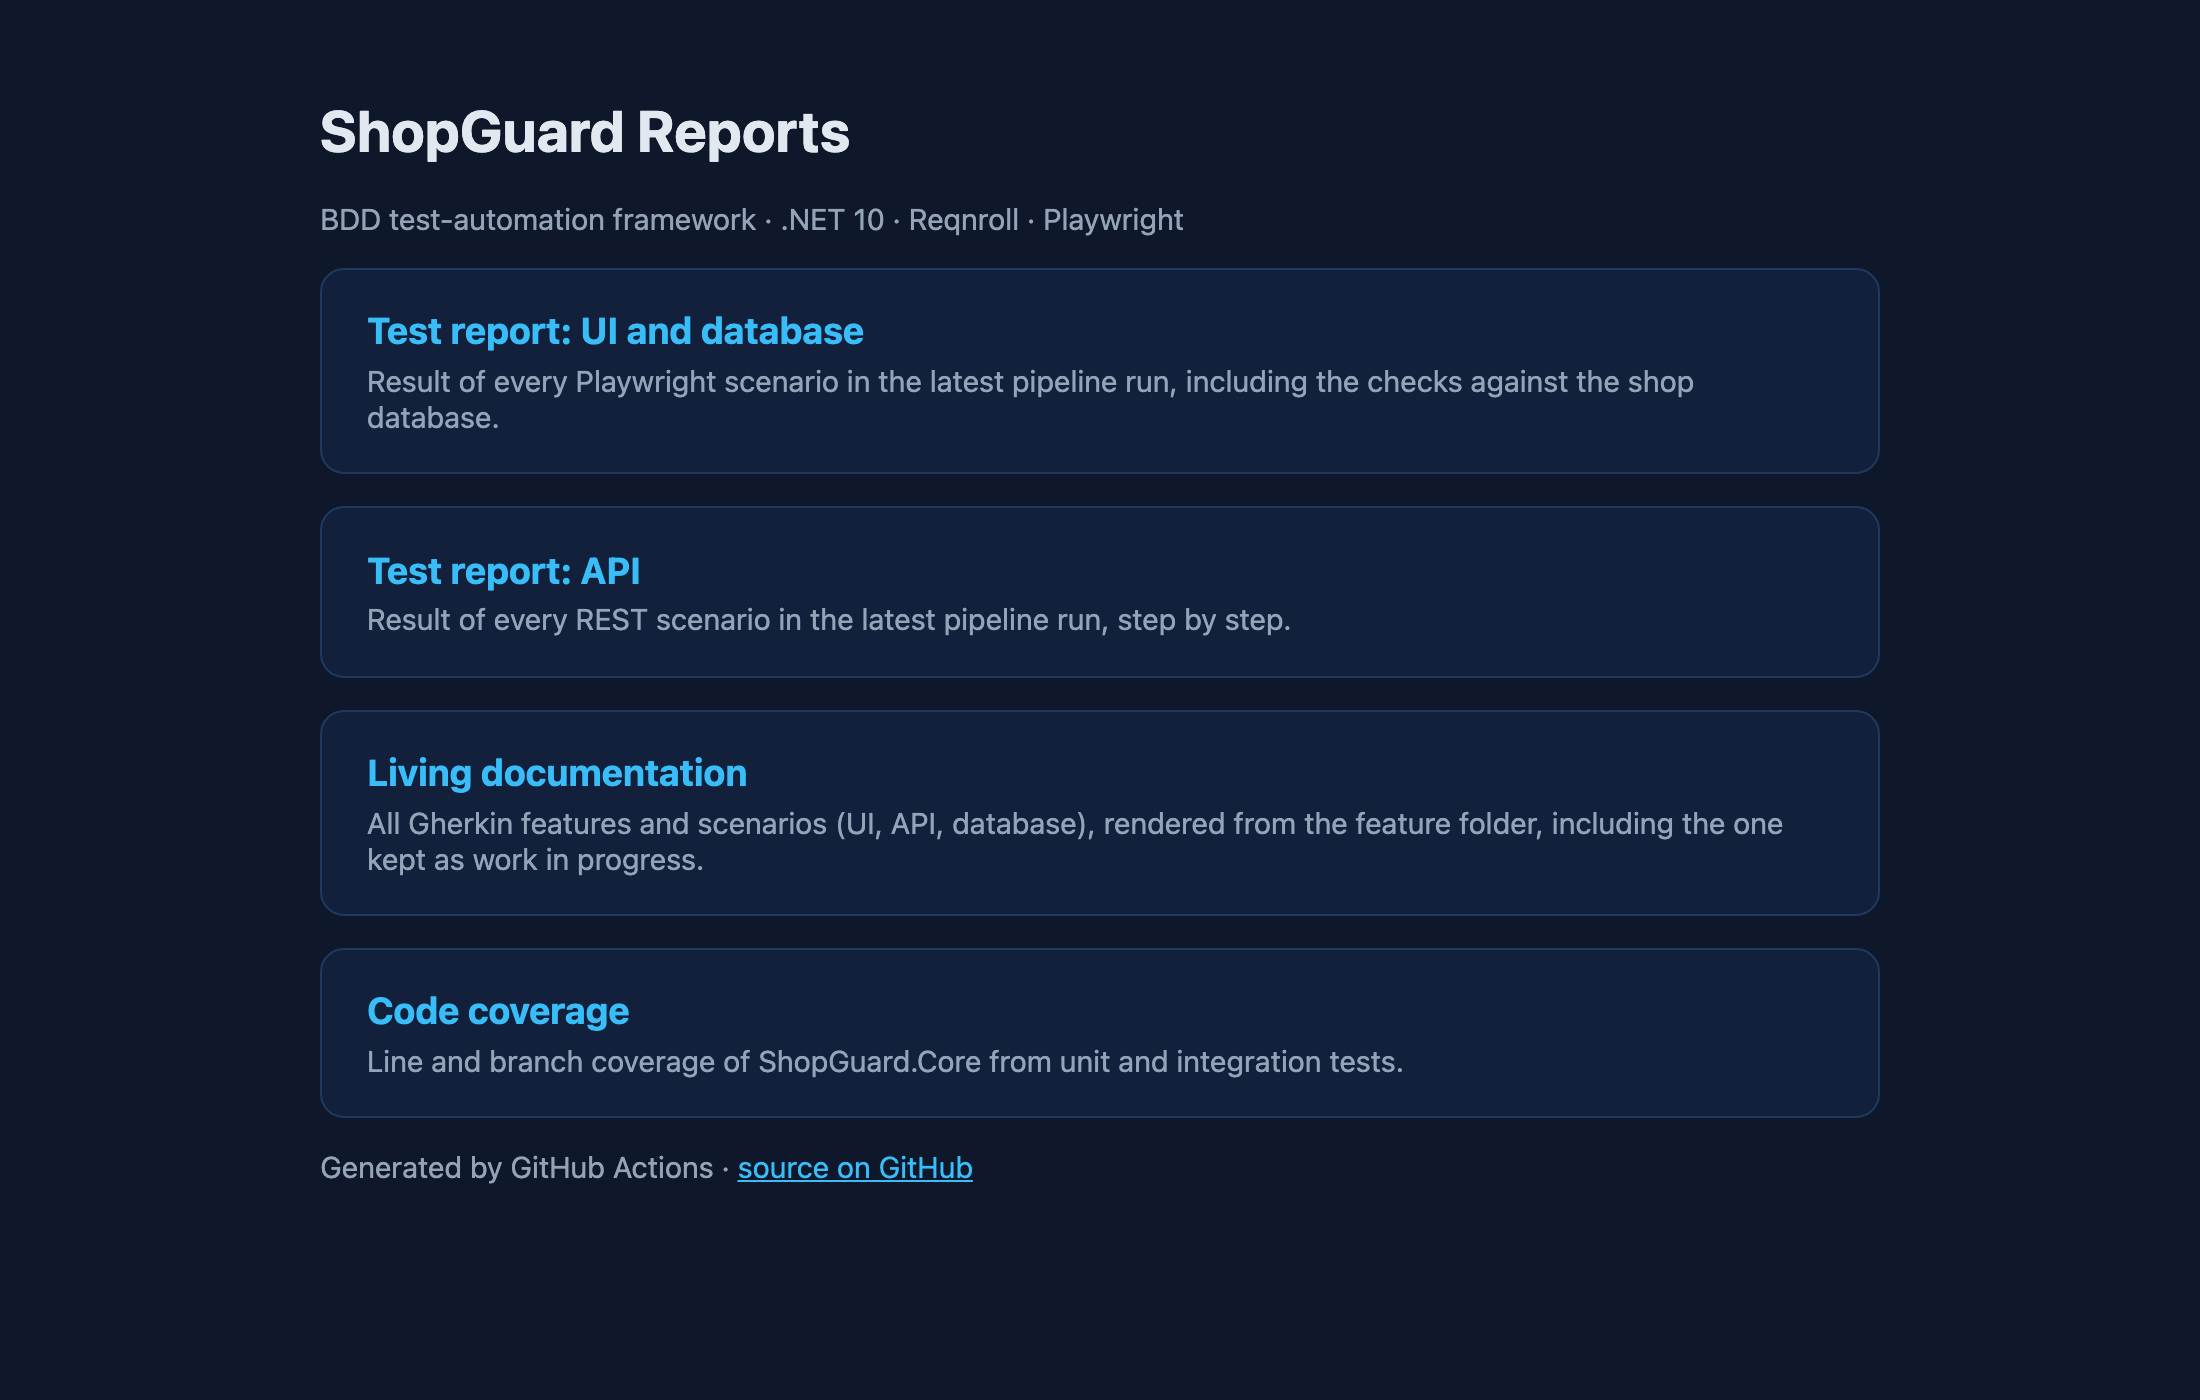 ShopGuard Reports
BDD test-automation framework · .NET 10 · Reqnroll · Playwright
Test report: UI and database
Result of every Playwright scenario in the latest pipeline run, including the checks against the shop
database.
Test report: API
Result of every REST scenario in the latest pipeline run, step by step.
Living documentation
All Gherkin features and scenarios (UI, API, database), rendered from the feature folder, including the one
kept as work in progress.
Code coverage
Line and branch coverage of ShopGuard.Core from unit and integration tests.
Generated by GitHub Actions · source on GitHub